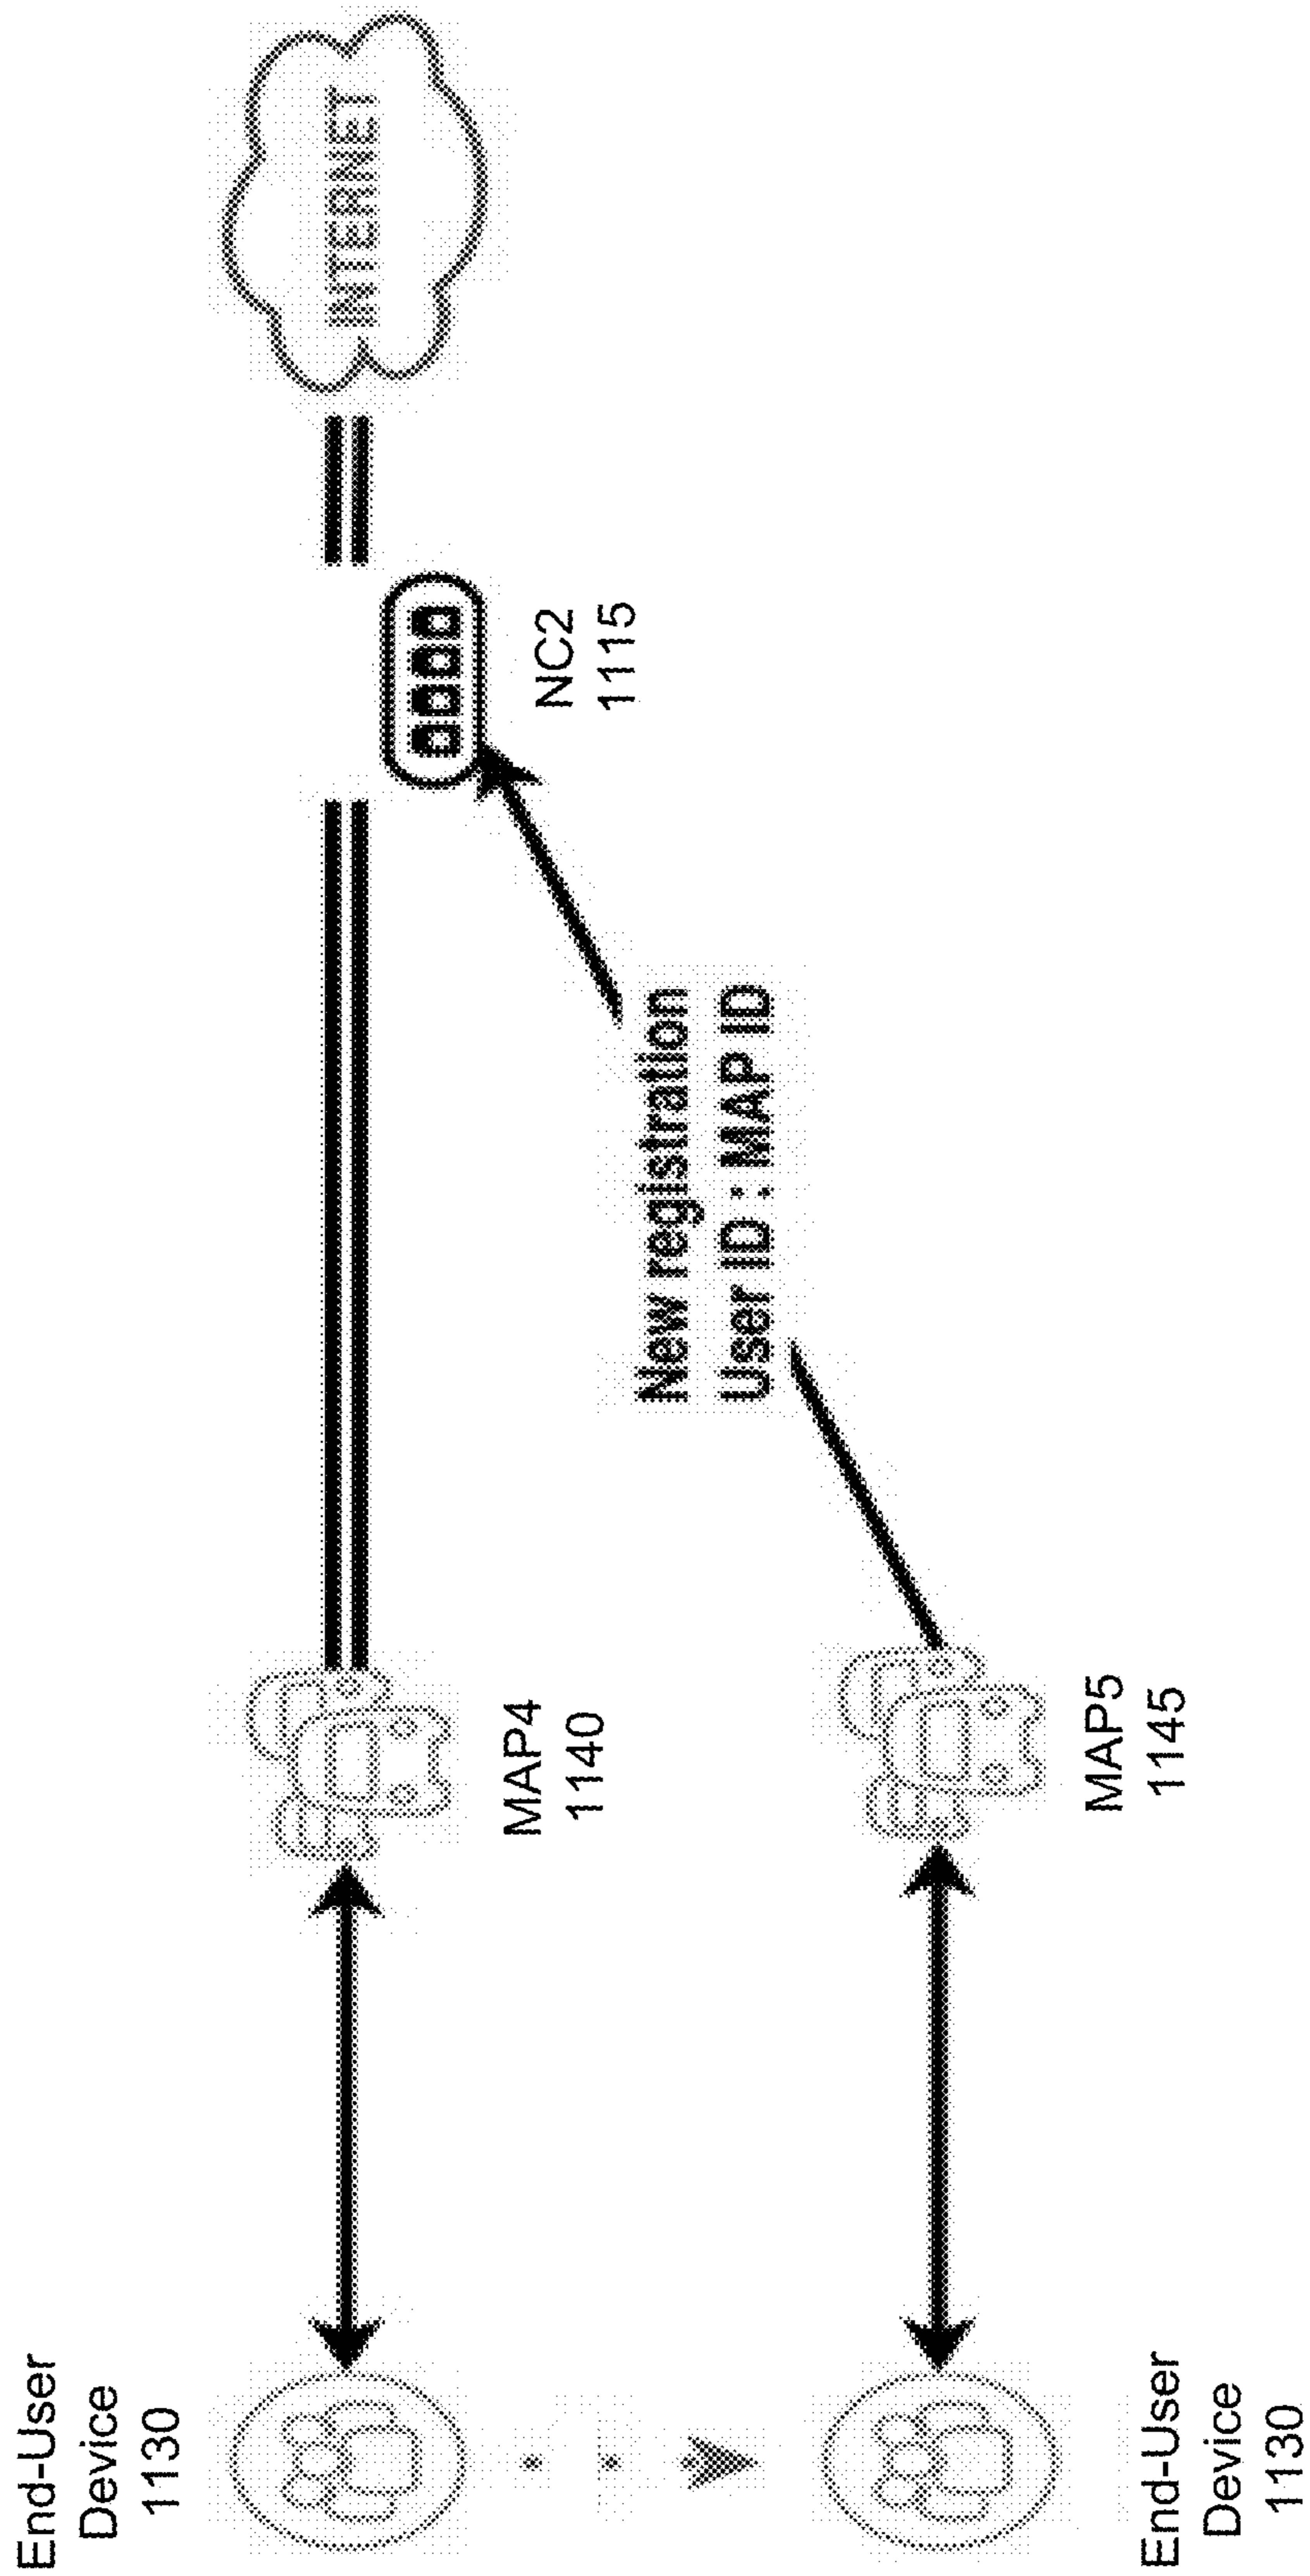 End-User
Device
1130
MAP4
1140
NC2
1115
INTERNET
New registration
User ID : MAP ID
End-User
Device
1130
MAP5
1145